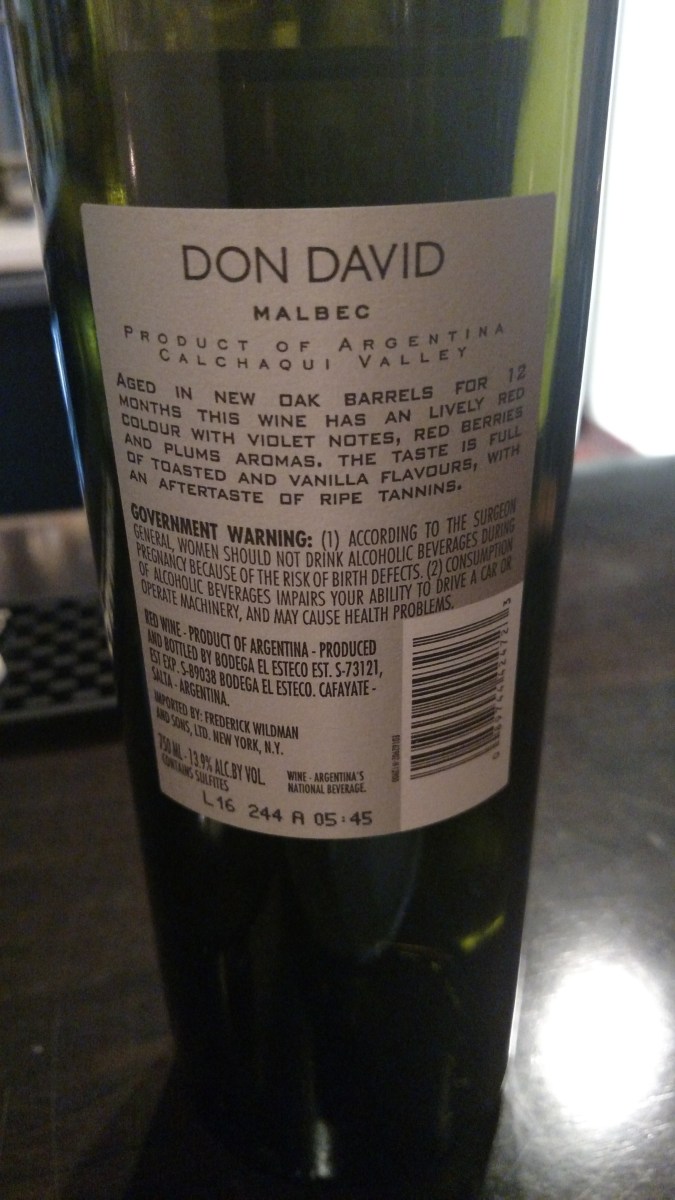 DON DAVID
MALBEC
PRODUCT OF ARGENTINA
CALCHAQUI VALLEY
AGED IN NEW OAK BARRELS FOR 12
MONTHS THIS WINE HAS AN LIVELY RED
COLOUR WITH VIOLET NOTES, RED BERRIES
AND PLUMS AROMAS. THE TASTE IS FULL
OF TOASTED AND VANILLA FLAVOURS, WITH
AN AFTERTASTE OF RIPE TANNINS.
GOVERNMENT WARNING: (1) ACCORDING TO THE SURGEON
GENERAL, WOMEN SHOULD NOT DRINK ALCOHOLIC BEVERAGES DURING
PREGNANCY BECAUSE OF THE RISK OF BIRTH DEFECTS. (2) CONSUMPTION
OF ALCOHOLIC BEVERAGES IMPAIRS YOUR ABILITY TO DRIVE A CAR OR
OPERATE MACHINERY, AND MAY CAUSE HEALTH PROBLEMS.
RED WINE - PRODUCT OF ARGENTINA - PRODUCED
AND BOTTLED BY BODEGA EL ESTECO EST. S-73121,
EST EXP. S-89038 BODEGA EL ESTECO. CAFAYATE -
SALTA - ARGENTINA.
IMPORTED BY: FREDERICK WILDMAN
AND SONS, LTD. NEW YORK, N.Y.
750 ML - 13.9% ALC.BY VOL.
CONTAINS SULFITES
WINE - ARGENTINA'S
NATIONAL BEVERAGE.
L16 244 A 05:45